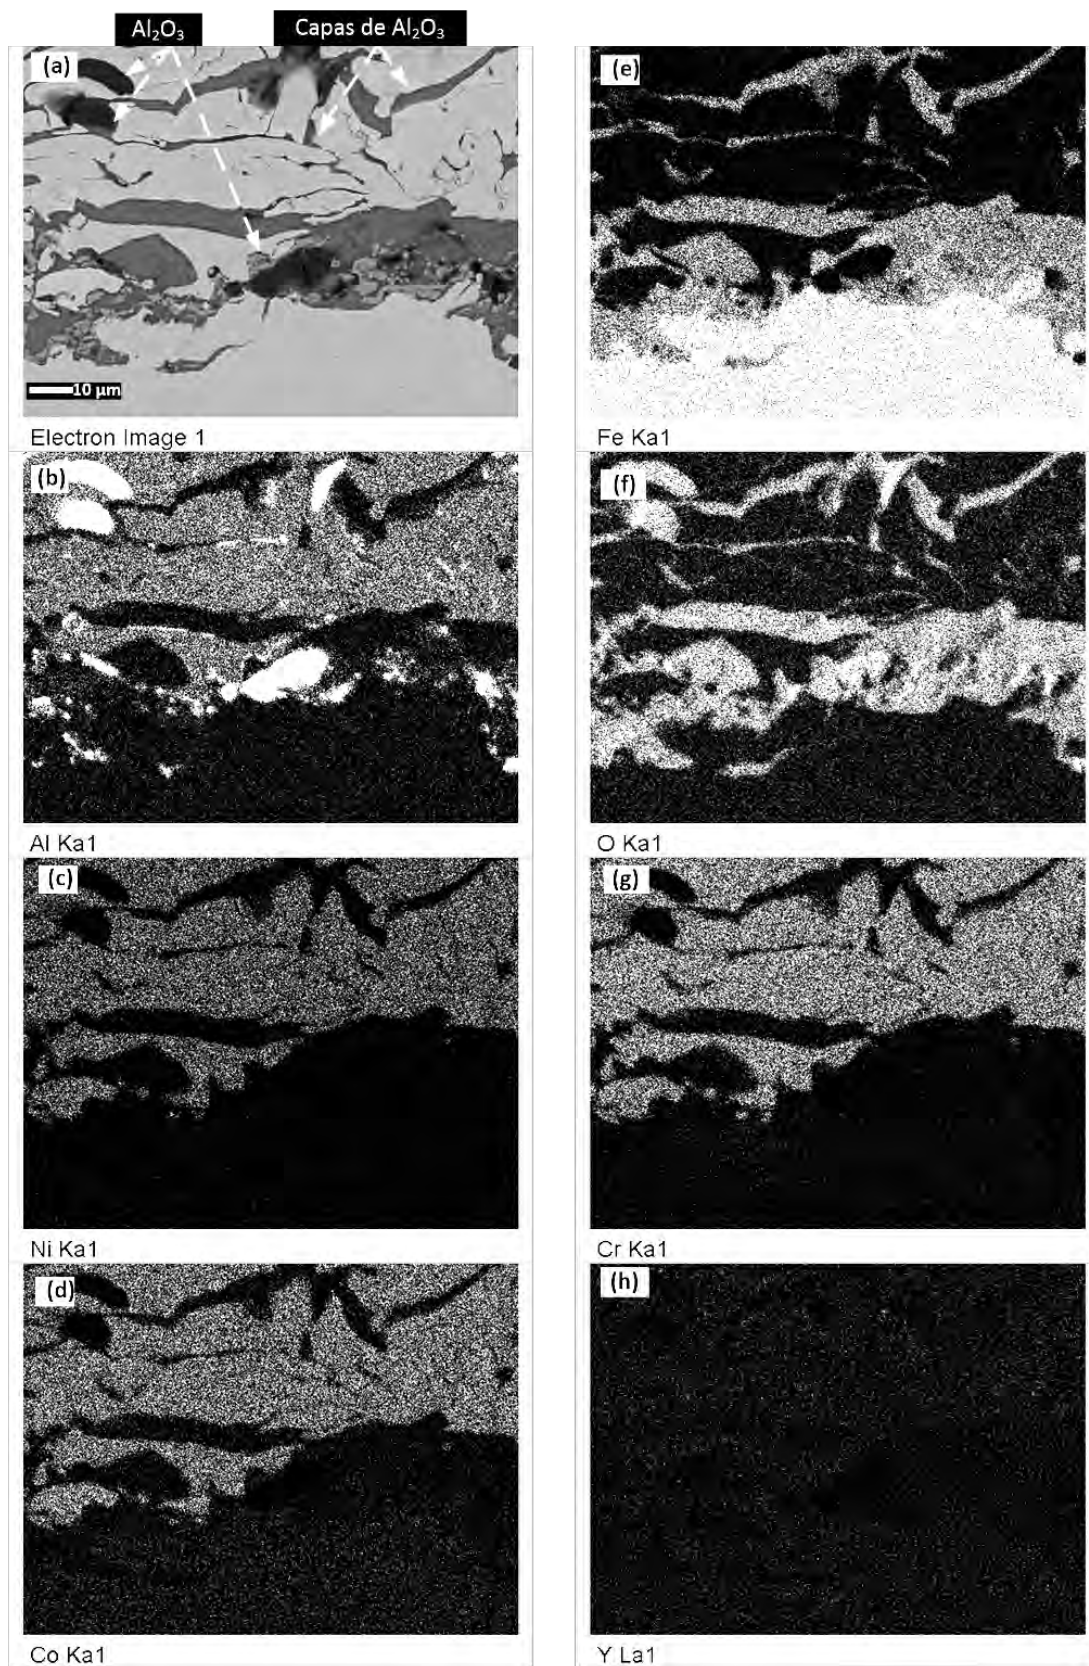 Al₂O₃ Capas de Al₂O₃
(a)
10 µm
Electron Image 1
(b)
Al Ka1
(c)
Ni Ka1
(d)
Co Ka1
(e)
Fe Ka1
(f)
O Ka1
(g)
Cr Ka1
(h)
Y La1